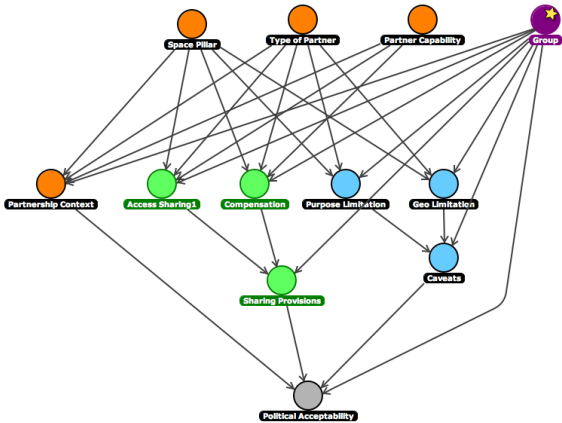 Space Pillar
Type of Partner
Partner Capability
Group
Partnership Context
Access Sharing1
Compensation
Purpose Limitation
Geo Limitation
Caveats
Sharing Provisions
Political Acceptability